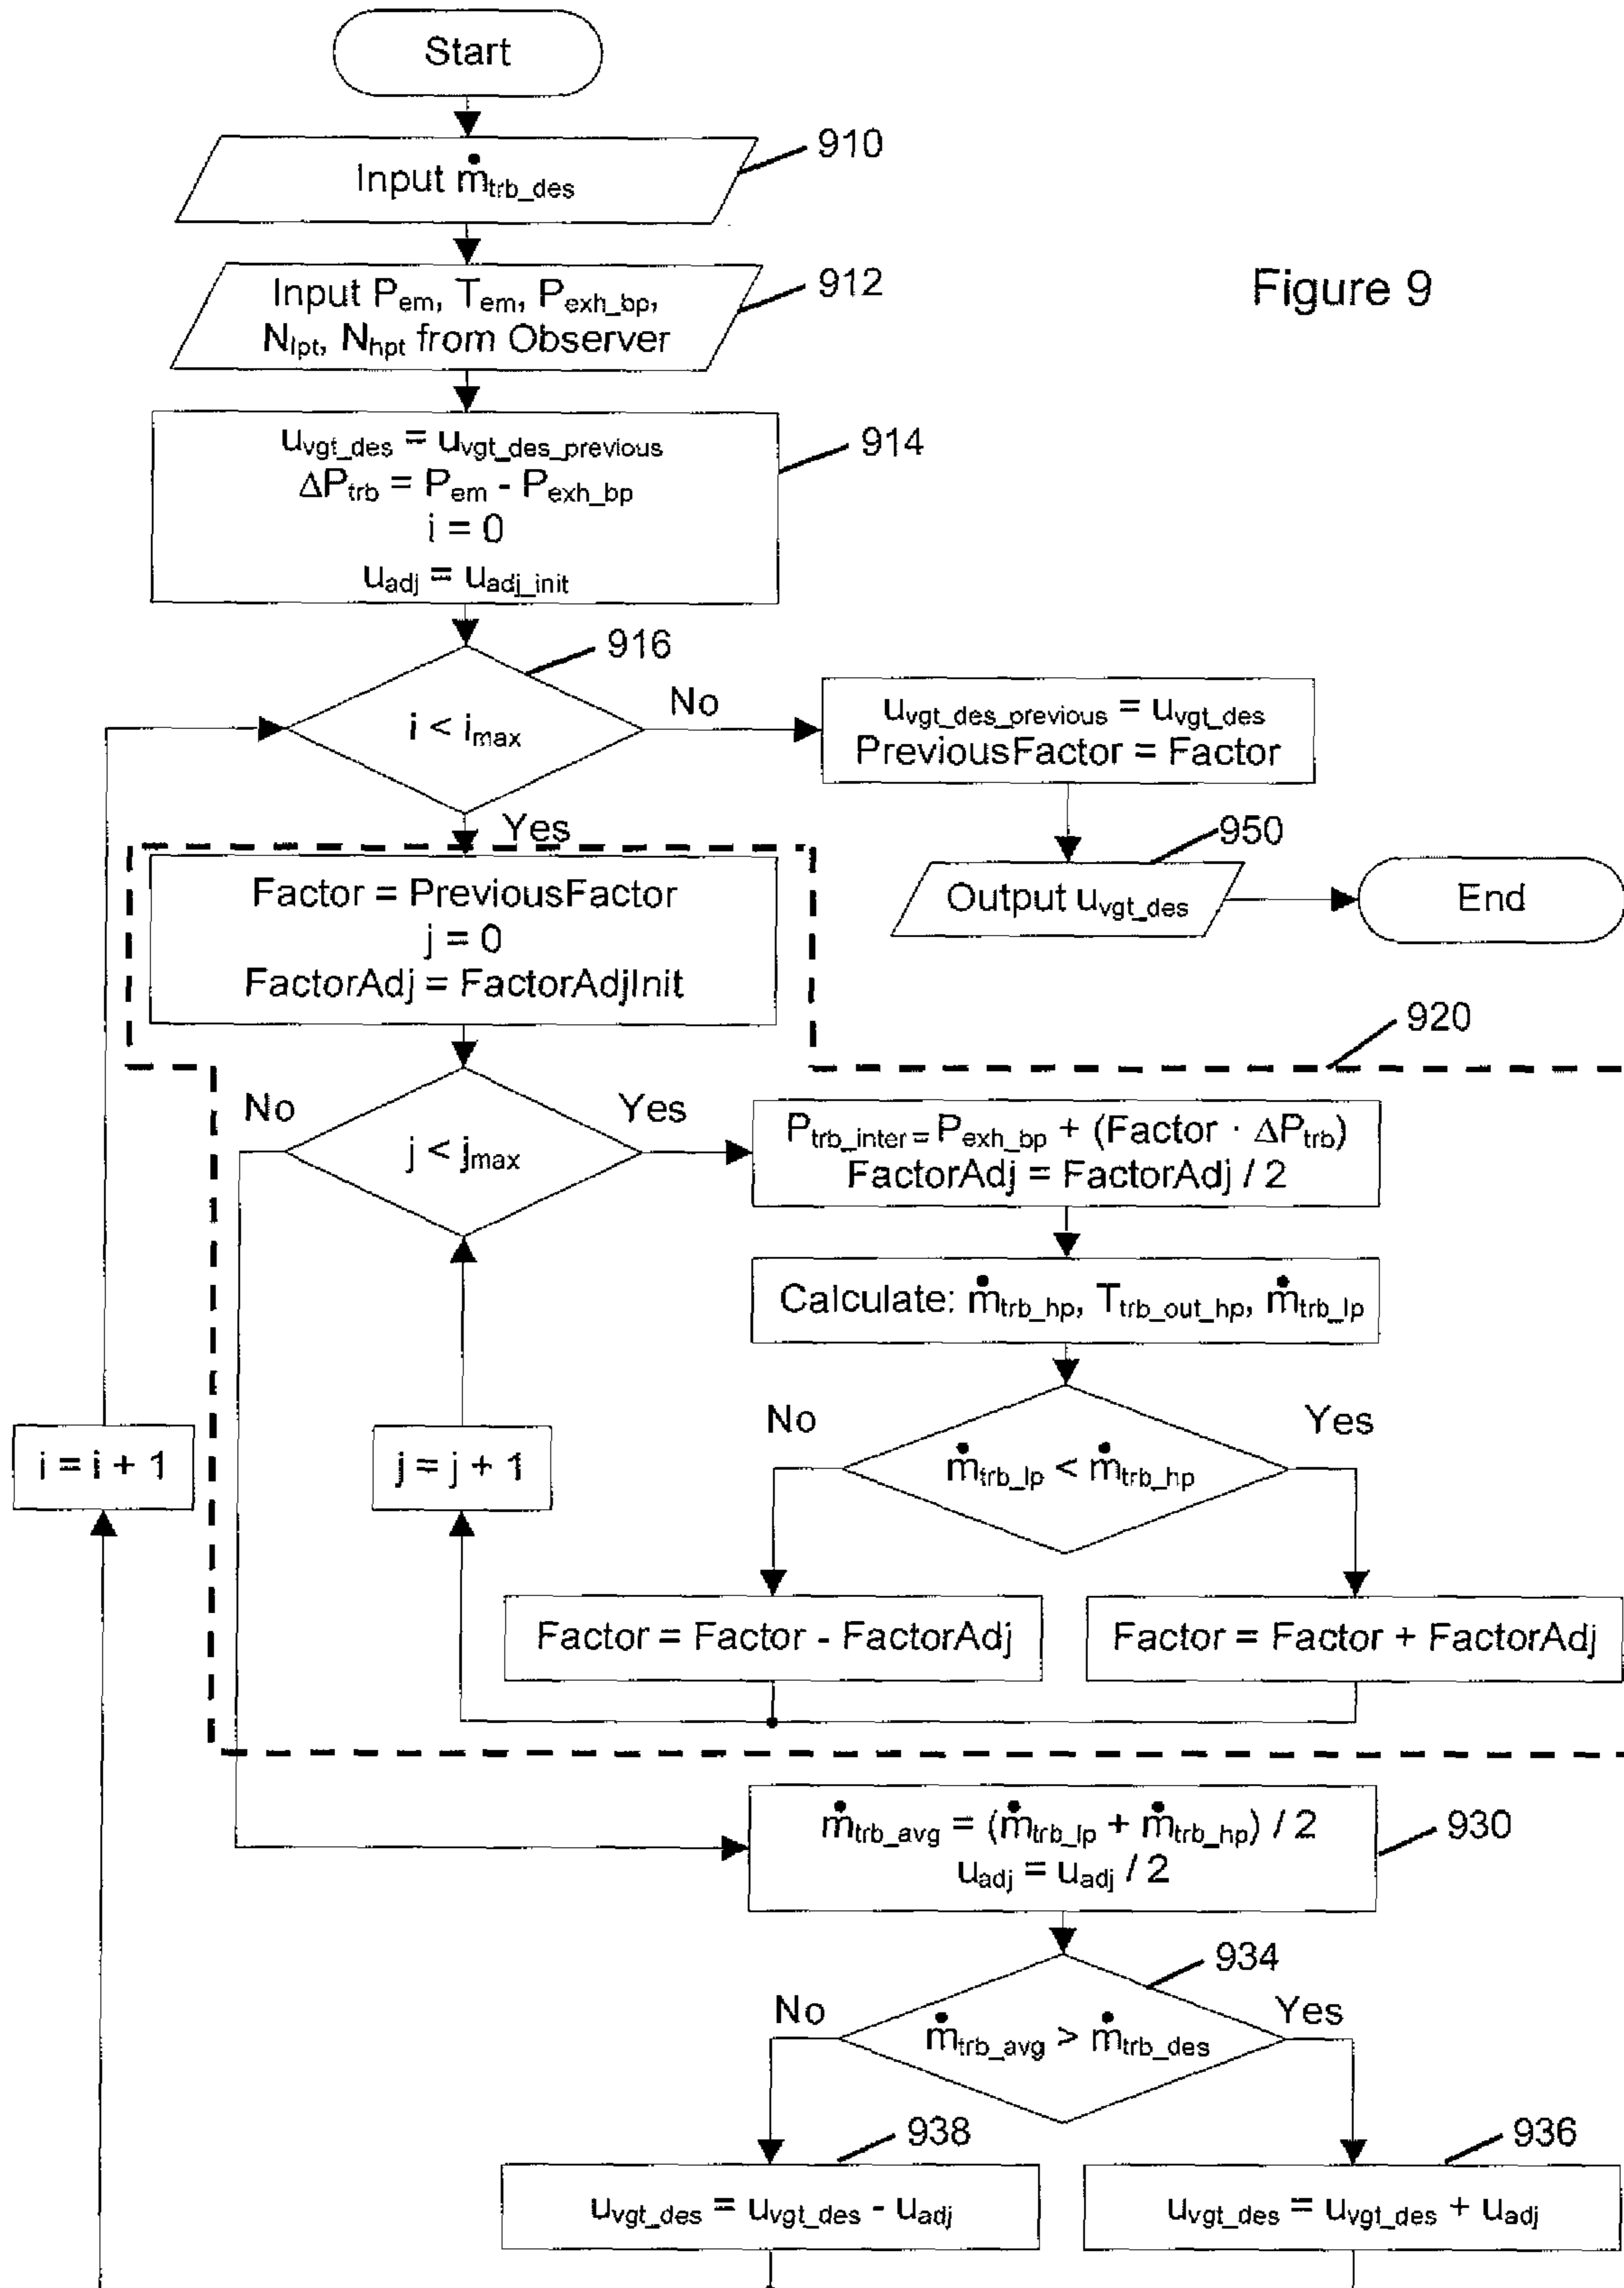 Start
Input ṁtrb_des
910
Input Pem, Tem, Pexh_bp,
Nlpt, Nhpt from Observer
912
Figure 9
uvgt_des = uvgt_des_previous
ΔPtrb = Pem - Pexh_bp
i = 0
uadj = uadj_init
914
916
i < imax
No
Yes
uvgt_des_previous = uvgt_des
PreviousFactor = Factor
950
Output uvgt_des
End
Factor = PreviousFactor
j = 0
FactorAdj = FactorAdjInit
920
No
Yes
j < jmax
Ptrb_inter = Pexh_bp + (Factor · ΔPtrb)
FactorAdj = FactorAdj / 2
Calculate: ṁtrb_hp, Ttrb_out_hp, ṁtrb_lp
No
Yes
ṁtrb_lp < ṁtrb_hp
i = i + 1
j = j + 1
Factor = Factor - FactorAdj
Factor = Factor + FactorAdj
ṁtrb_avg = (ṁtrb_lp + ṁtrb_hp) / 2
uadj = uadj / 2
930
934
No
Yes
ṁtrb_avg > ṁtrb_des
938
936
uvgt_des = uvgt_des - uadj
uvgt_des = uvgt_des + uadj